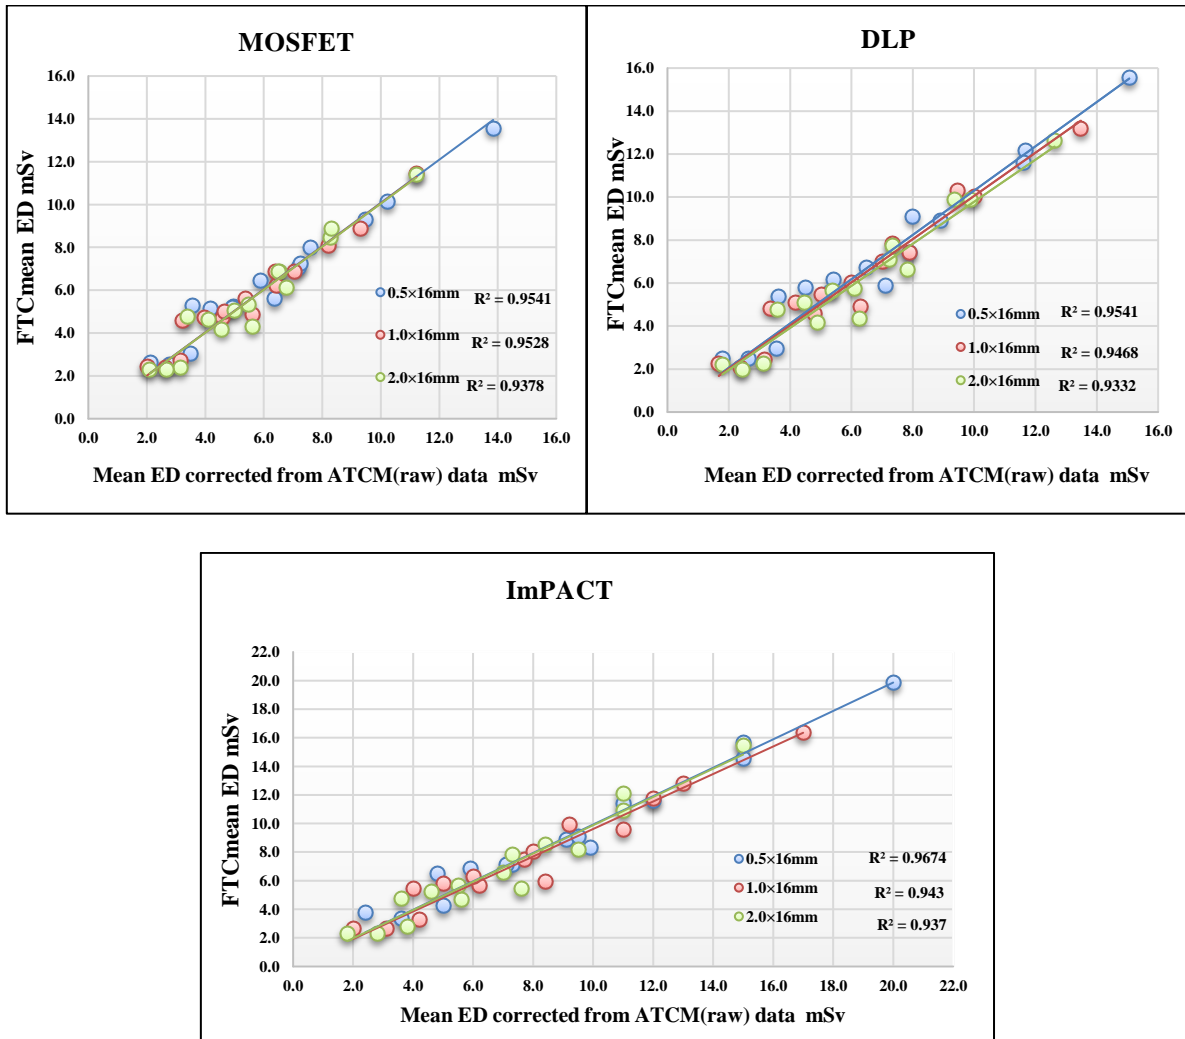 MOSFET
FTCmean ED mSv
16.0
14.0
12.0
10.0
8.0
6.0
4.0
2.0
0.0
0.5×16mm R² = 0.9541
1.0×16mm R² = 0.9528
2.0×16mm R² = 0.9378
0.0 2.0 4.0 6.0 8.0 10.0 12.0 14.0 16.0
Mean ED corrected from ATCM(raw) data mSv
DLP
FTCmean ED mSv
16.0
14.0
12.0
10.0
8.0
6.0
4.0
2.0
0.0
0.5×16mm R² = 0.9541
1.0×16mm R² = 0.9468
2.0×16mm R² = 0.9332
0.0 2.0 4.0 6.0 8.0 10.0 12.0 14.0 16.0
Mean ED corrected from ATCM(raw) data mSv
ImPACT
FTCmean ED mSv
22.0
20.0
18.0
16.0
14.0
12.0
10.0
8.0
6.0
4.0
2.0
0.0
0.5×16mm R² = 0.9674
1.0×16mm R² = 0.943
2.0×16mm R² = 0.937
0.0 2.0 4.0 6.0 8.0 10.0 12.0 14.0 16.0 18.0 20.0 22.0
Mean ED corrected from ATCM(raw) data mSv